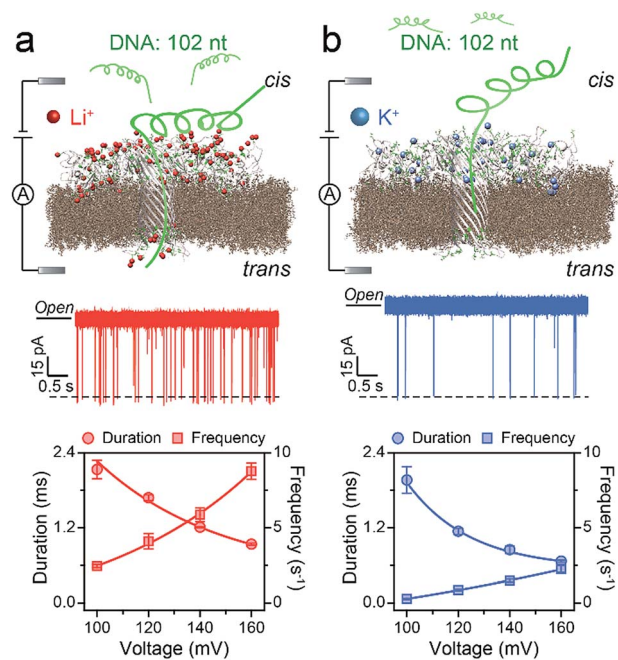 a
DNA: 102 nt
cis
Li⁺
A
trans
Open
15 pA
0.5 s
Duration Frequency
2.4
1.2
0.0
10
5
0
Duration (ms)
Frequency (s⁻¹)
100 120 140 160
Voltage (mV)
b
DNA: 102 nt
cis
K⁺
A
trans
Open
15 pA
0.5 s
Duration Frequency
2.4
1.2
0.0
10
5
0
Duration (ms)
Frequency (s⁻¹)
100 120 140 160
Voltage (mV)